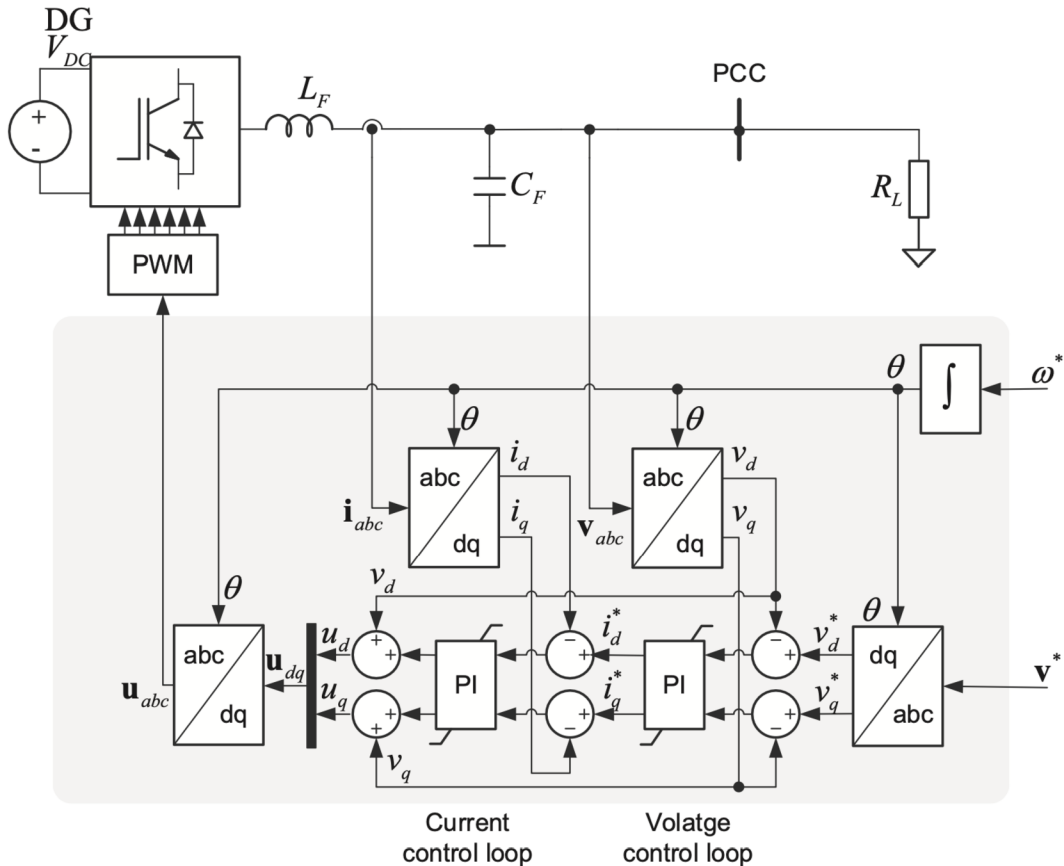 DG
V_DC
+
-
L_F
PCC
C_F
R_L
PWM
θ
∫
ω*
θ
θ
abc
dq
i_d
i_q
i_abc
abc
dq
v_d
v_q
v_abc
θ
v_d
θ
abc
dq
u_abc
u_dq
u_d
u_q
+
+
+
+
v_q
PI
−
+
+
−
i_d*
i_q*
PI
−
+
+
−
v_d*
v_q*
dq
abc
v*
Current
control loop
Volatge
control loop